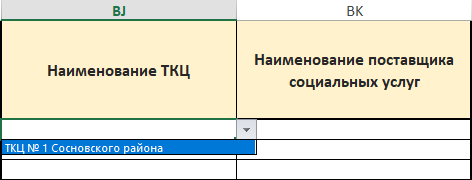 BJ
BK
Наименование ТКЦ
Наименование поставщика
социальных услуг
ТКЦ № 1 Сосновского района